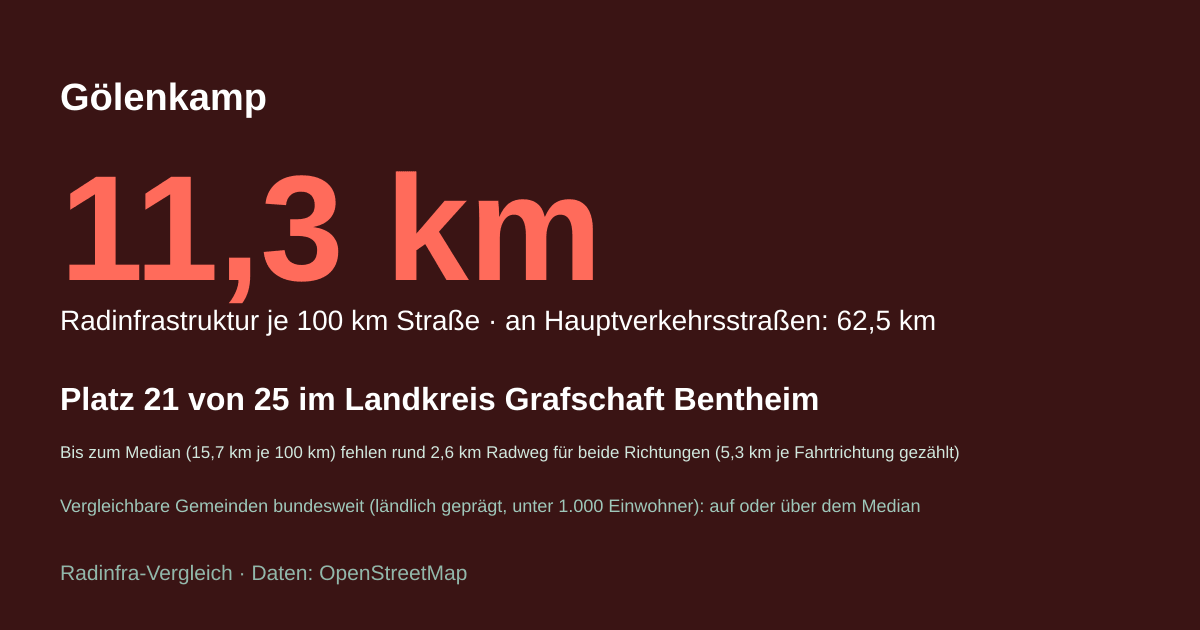 Gölenkamp
11,3 km
Radinfrastruktur je 100 km Straße · an Hauptverkehrsstraßen: 62,5 km
Platz 21 von 25 im Landkreis Grafschaft Bentheim
Bis zum Median (15,7 km je 100 km) fehlen rund 2,6 km Radweg für beide Richtungen (5,3 km je Fahrtrichtung gezählt)
Vergleichbare Gemeinden bundesweit (ländlich geprägt, unter 1.000 Einwohner): auf oder über dem Median
Radinfra-Vergleich · Daten: OpenStreetMap